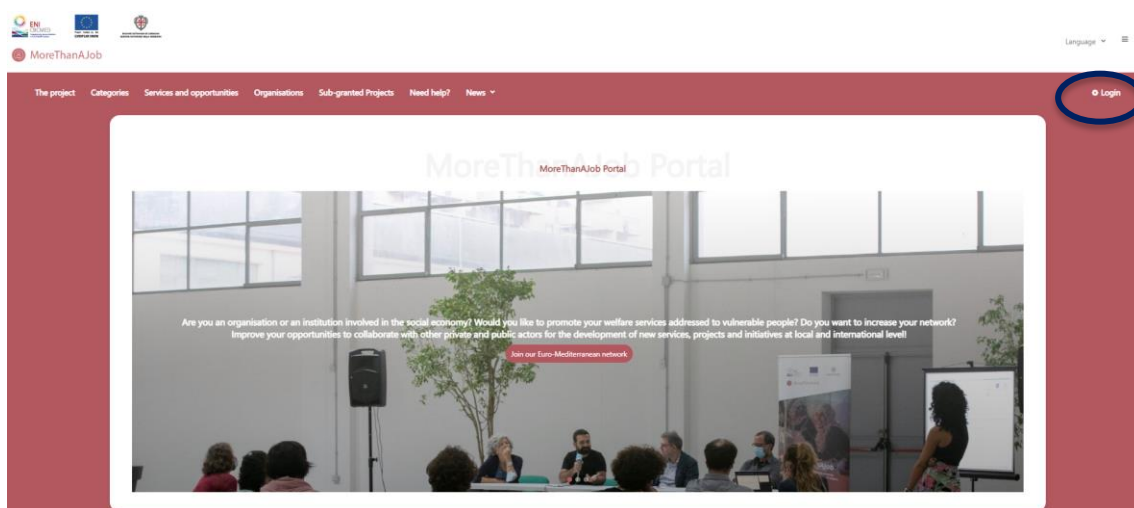 ENI
CBCMED
MoreThanAJob
Language
The project Categories Services and opportunities Organisations Sub-granted Projects Need help? News
Login
MoreThanAJob Portal
MoreThanAJob Portal
Are you an organisation or an institution involved in the social economy? Would you like to promote your welfare services addressed to vulnerable people? Do you want to increase your network?
Improve your opportunities to collaborate with other private and public actors for the development of new services, projects and initiatives at local and international level!
Join our Euro-Mediterranean network